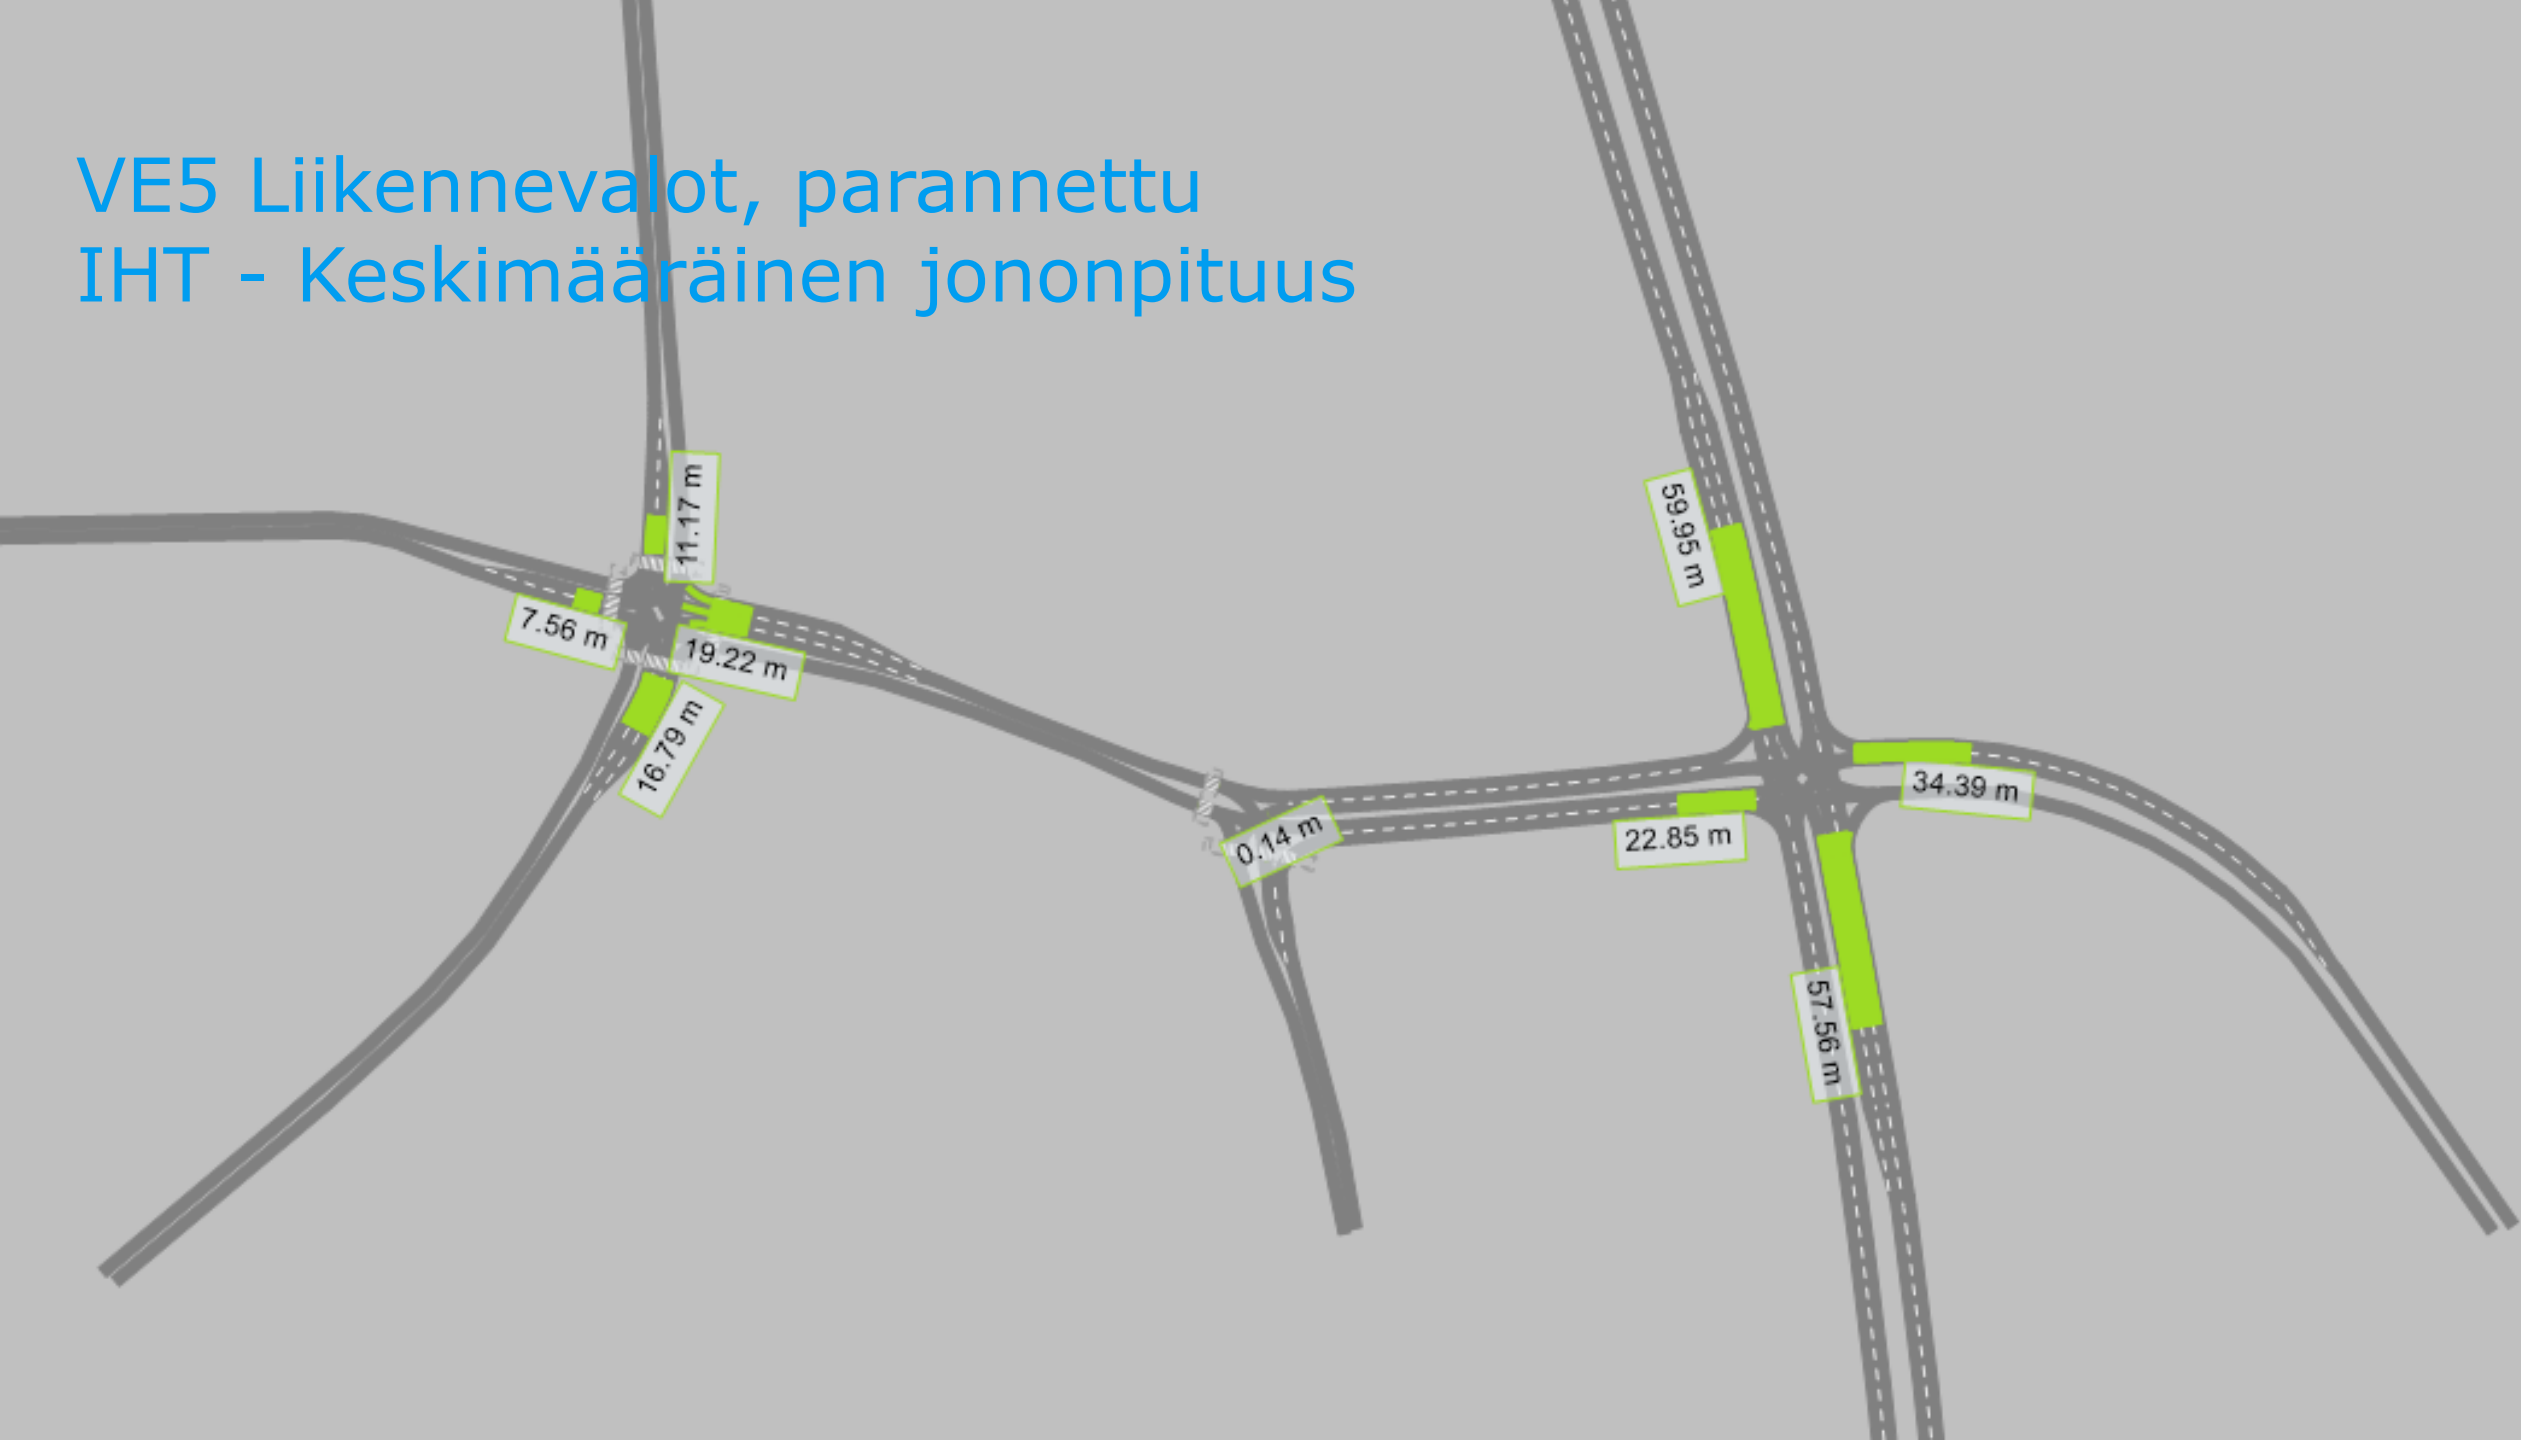 VE5 Liikennevalot, parannettu
IHT - Keskimääräinen jononpituus
11.17 m
59.95 m
7.56 m
19.22 m
16.79 m
0.14 m
22.85 m
34.39 m
57.56 m